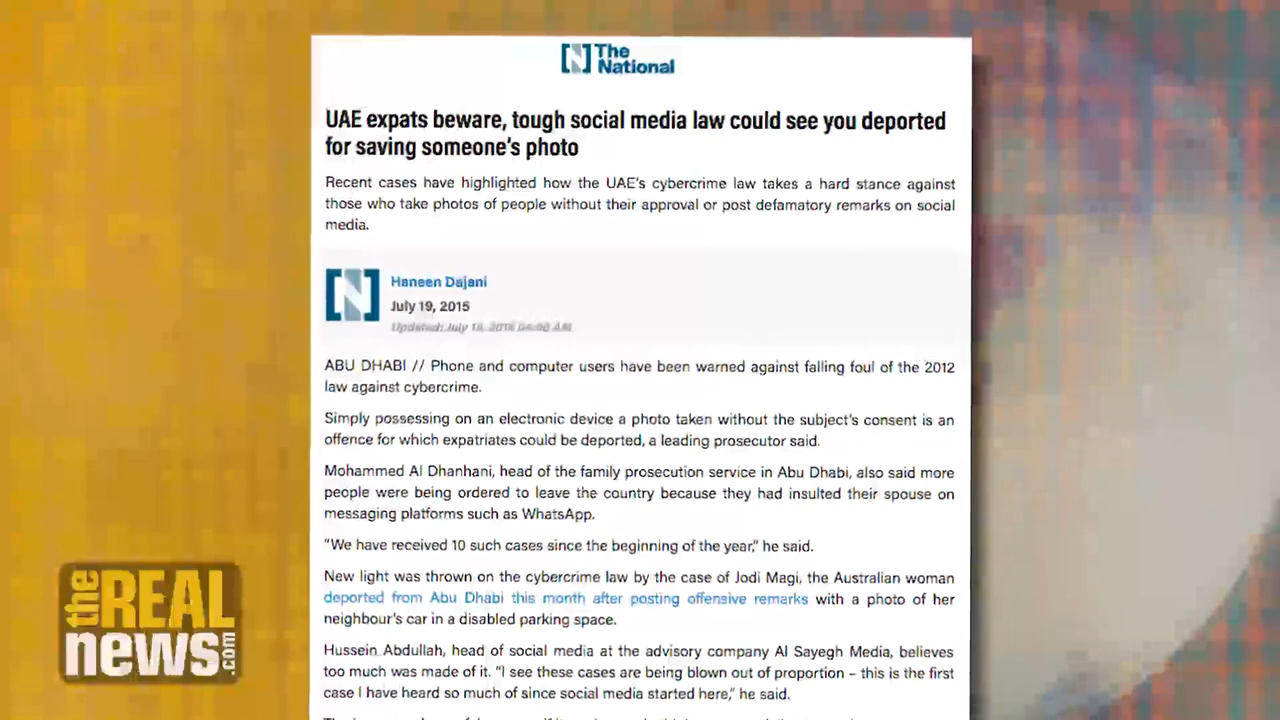 The
National
UAE expats beware, tough social media law could see you deported
for saving someone's photo
Recent cases have highlighted how the UAE's cybercrime law takes a hard stance against
those who take photos of people without their approval or post defamatory remarks on social
media.
Haneen Dajani
July 19, 2015
ABU DHABI // Phone and computer users have been warned against falling foul of the 2012
law against cybercrime.
Simply possessing on an electronic device a photo taken without the subject's consent is an
offence for which expatriates could be deported, a leading prosecutor said.
Mohammed Al Dhanhani, head of the family prosecution service in Abu Dhabi, also said more
people were being ordered to leave the country because they had insulted their spouse on
messaging platforms such as WhatsApp.
“We have received 10 such cases since the beginning of the year,” he said.
New light was thrown on the cybercrime law by the case of Jodi Magi, the Australian woman
deported from Abu Dhabi this month after posting offensive remarks with a photo of her
neighbour's car in a disabled parking space.
Hussein Abdullah, head of social media at the advisory company Al Sayegh Media, believes
too much was made of it. “I see these cases are being blown out of proportion – this is the first
case I have heard so much of since social media started here,” he said.
the
REAL
news.com